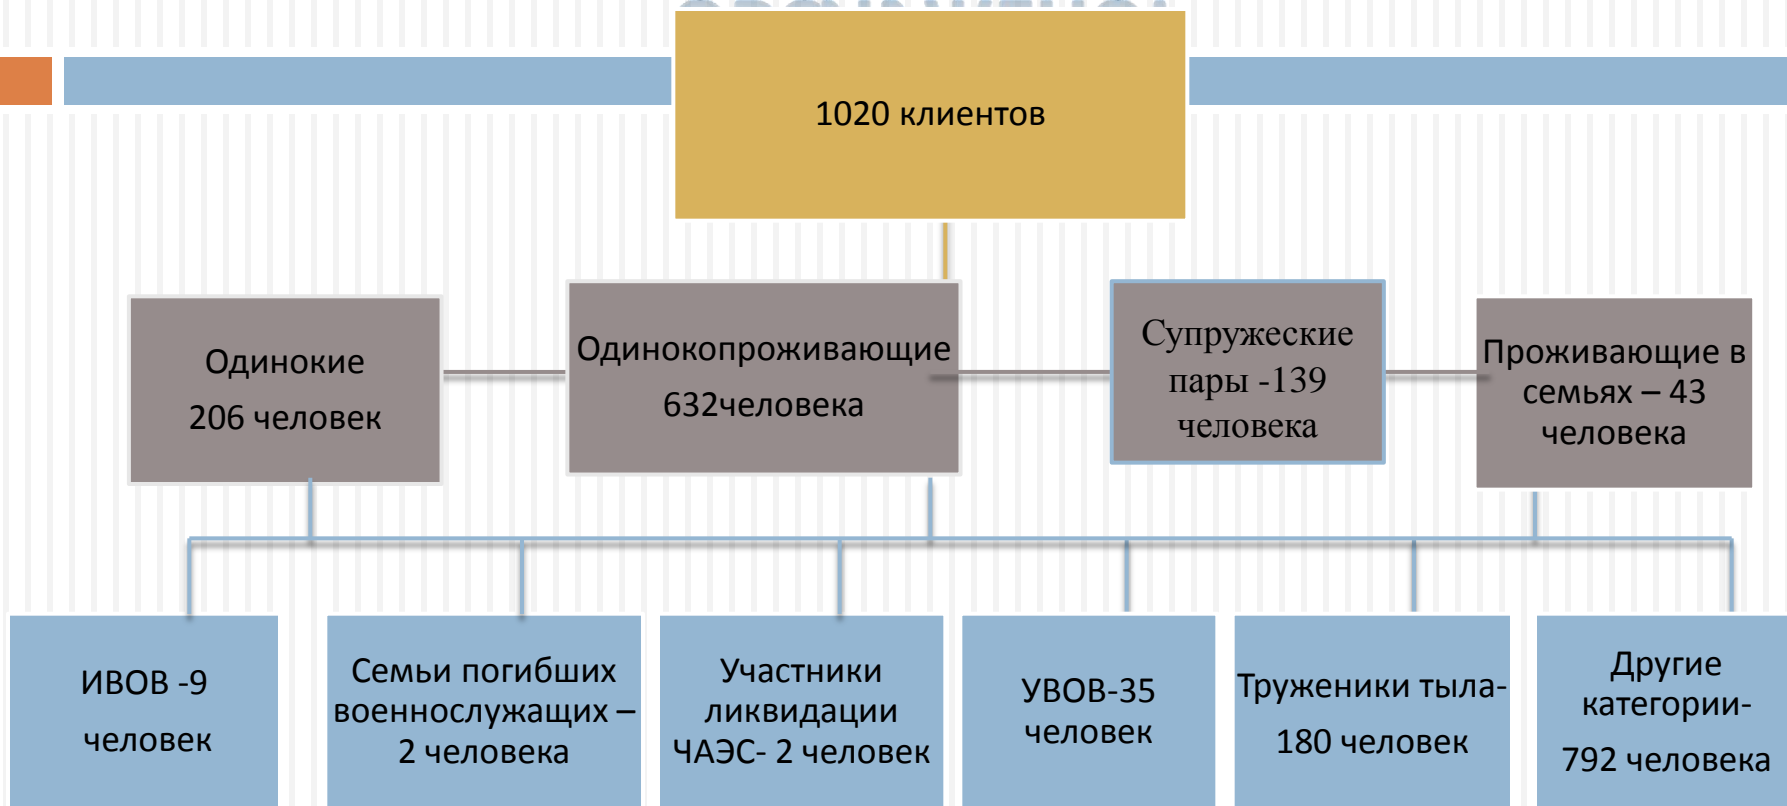 1020 клиентов
Одинокие
206 человек
Одинокопроживающие
632человека
Супружеские
пары -139
человека
Проживающие в
семьях – 43
человека
ИВОВ -9
человек
Семьи погибших
военнослужащих –
2 человека
Участники
ликвидации
ЧАЭС- 2 человек
УВОВ-35
человек
Труженики тыла-
180 человек
Другие
категории-
792 человека